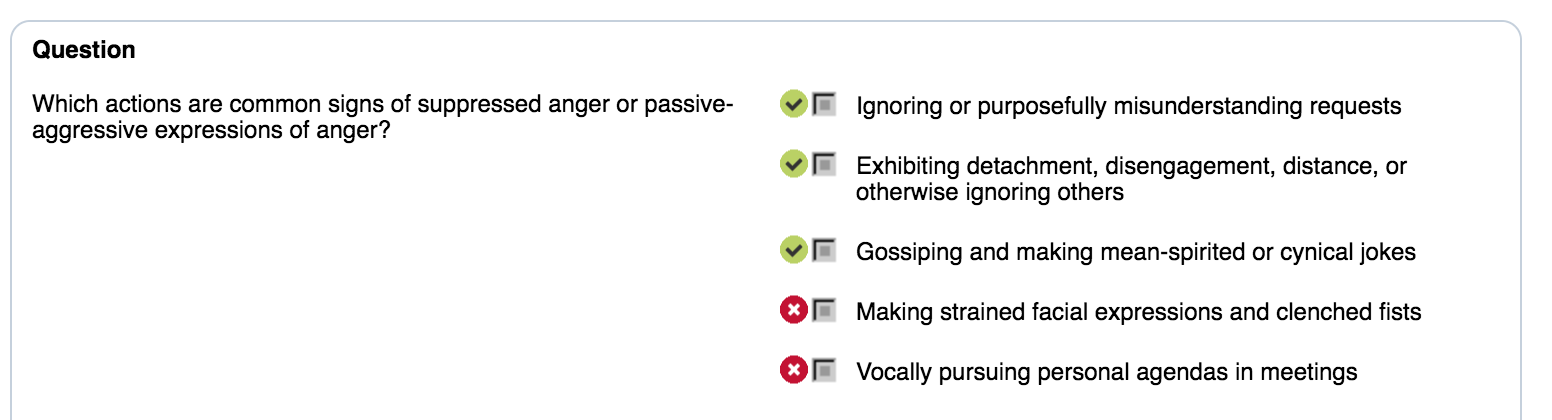 Question
Which actions are common signs of suppressed anger or passive-
aggressive expressions of anger?
Ignoring or purposefully misunderstanding requests
Exhibiting detachment, disengagement, distance, or
otherwise ignoring others
Gossiping and making mean-spirited or cynical jokes
Making strained facial expressions and clenched fists
Vocally pursuing personal agendas in meetings